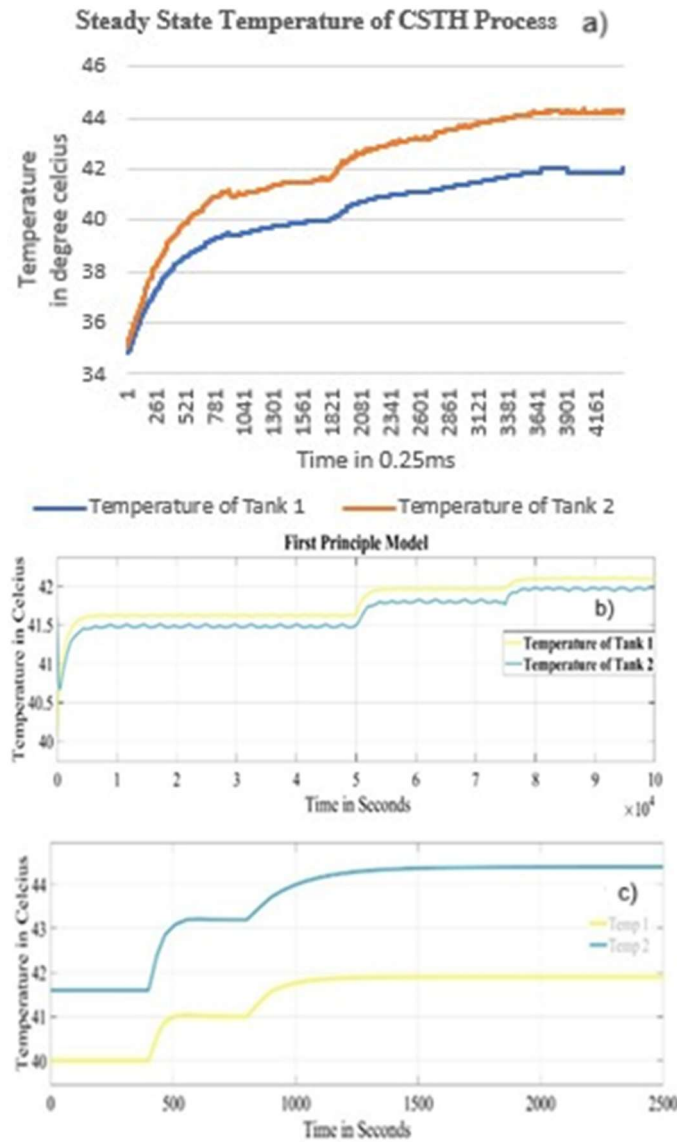 Steady State Temperature of CSTH Process a)
46
44
42
40
38
36
34
Temperature
in degree celcius
1 261 521 781 1041 1301 1561 1821 2081 2341 2601 2861 3121 3381 3641 3901 4161
Time in 0.25ms
Temperature of Tank 1 Temperature of Tank 2
First Principle Model
42
41.5
41
40.5
40
Temperature in Celcius
b)
Temperature of Tank 1
Temperature of Tank 2
0 1 2 3 4 5 6 7 8 9 10
Time in Seconds
×10⁴
44
43
42
41
40
Temperature in Celcius
c)
Temp 1
Temp 2
0 500 1000 1500 2000 2500
Time in Seconds